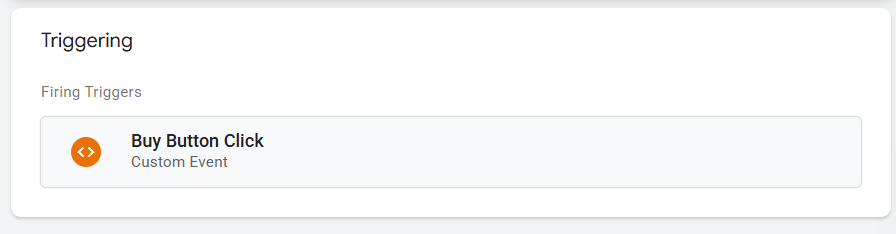 Triggering
Firing Triggers
Buy Button Click
Custom Event